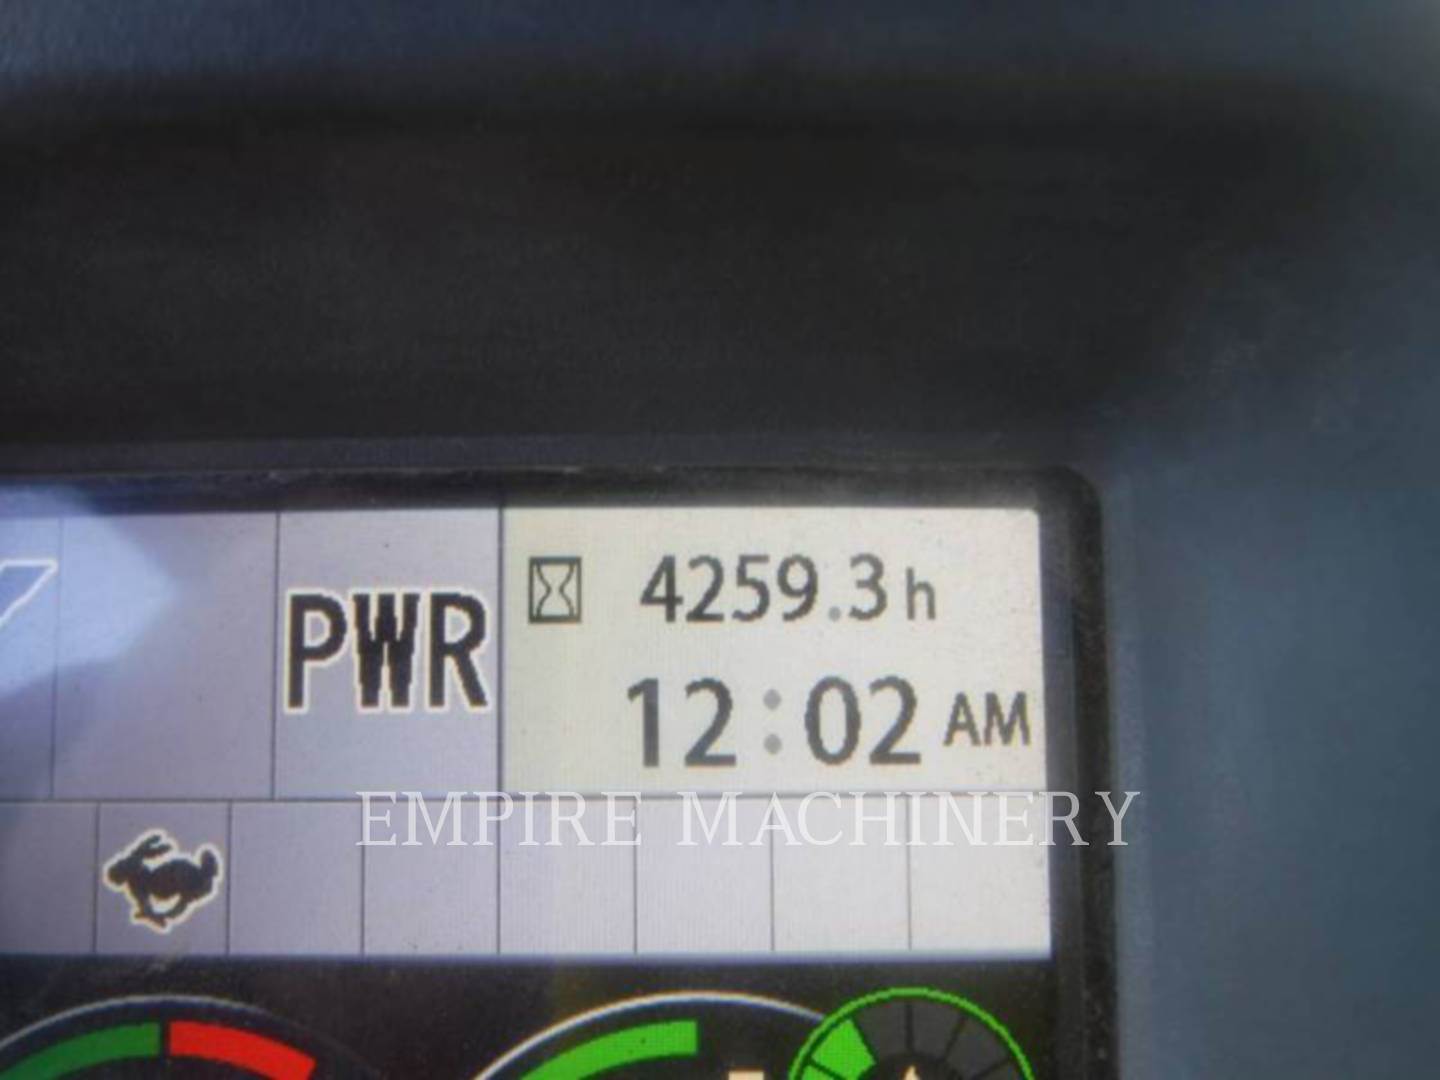 PWR
4259.3 h
12:02 AM
EMPIRE MACHINERY